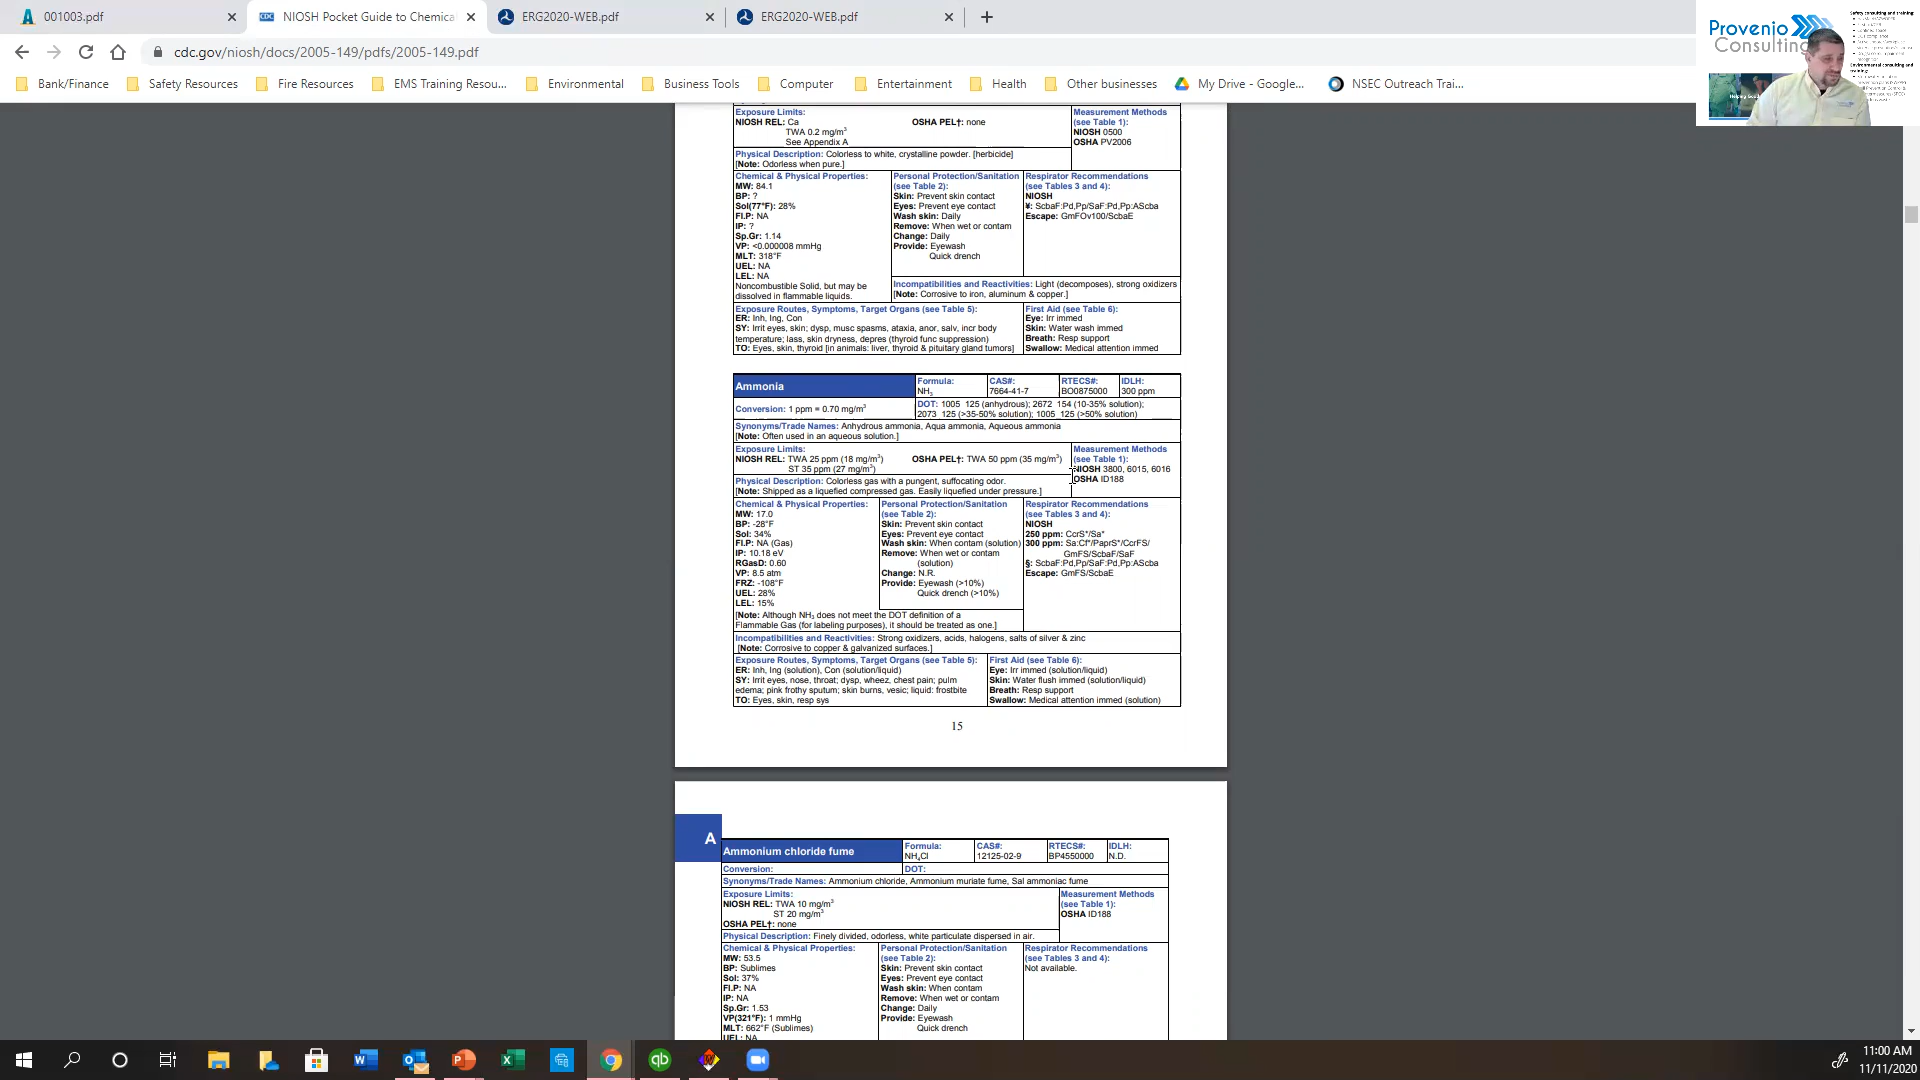 001003.pdf
NIOSH Pocket Guide to Chemica
ERG2020-WEB.pdf
ERG2020-WEB.pdf
cdc.gov/niosh/docs/2005-149/pdfs/2005-149.pdf
Bank/Finance
Safety Resources
Fire Resources
EMS Training Resou...
Environmental
Business Tools
Computer
Entertainment
Health
Other businesses
My Drive - Google...
NSEC Outreach Trai...
Provenio
Consulting
Safety consulting and training:
Environmental consulting and
training:
Exposure Limits:
NIOSH REL: Ca
TWA 0.2 mg/m³
See Appendix A
OSHA PEL†: none
Measurement Methods
(see Table 1):
NIOSH 0500
OSHA PV2006
Physical Description: Colorless to white, crystalline powder. [herbicide]
[Note: Odorless when pure.]
Chemical & Physical Properties:
MW: 84.1
BP: ?
Sol(77°F): 28%
Fl.P: NA
IP: ?
Sp.Gr: 1.14
VP: <0.000008 mmHg
MLT: 318°F
UEL: NA
LEL: NA
Noncombustible Solid, but may be
dissolved in flammable liquids.
Personal Protection/Sanitation
(see Table 2):
Skin: Prevent skin contact
Eyes: Prevent eye contact
Wash skin: Daily
Remove: When wet or contam
Change: Daily
Provide: Eyewash
Quick drench
Respirator Recommendations
(see Tables 3 and 4):
NIOSH
¥: ScbaF:Pd,Pp/SaF:Pd,Pp:AScba
Escape: GmFOv100/ScbaE
Incompatibilities and Reactivities: Light (decomposes), strong oxidizers
[Note: Corrosive to iron, aluminum & copper.]
Exposure Routes, Symptoms, Target Organs (see Table 5):
ER: Inh, Ing, Con
SY: Irrit eyes, skin; dysp, musc spasms, ataxia, anor, salv, incr body
temperature; lass, skin dryness, depres (thyroid func suppression)
TO: Eyes, skin, thyroid [in animals: liver, thyroid & pituitary gland tumors]
First Aid (see Table 6):
Eye: Irr immed
Skin: Water wash immed
Breath: Resp support
Swallow: Medical attention immed
Ammonia
Formula:
NH₃
CAS#:
7664-41-7
RTECS#:
BO0875000
IDLH:
300 ppm
Conversion: 1 ppm = 0.70 mg/m³
DOT: 1005 125 (anhydrous); 2672 154 (10-35% solution);
2073 125 (>35-50% solution); 1005 125 (>50% solution)
Synonyms/Trade Names: Anhydrous ammonia, Aqua ammonia, Aqueous ammonia
[Note: Often used in an aqueous solution.]
Exposure Limits:
NIOSH REL: TWA 25 ppm (18 mg/m³)
ST 35 ppm (27 mg/m³)
OSHA PEL†: TWA 50 ppm (35 mg/m³)
Measurement Methods
(see Table 1):
NIOSH 3800, 6015, 6016
OSHA ID188
Physical Description: Colorless gas with a pungent, suffocating odor.
[Note: Shipped as a liquefied compressed gas. Easily liquefied under pressure.]
Chemical & Physical Properties:
MW: 17.0
BP: -28°F
Sol: 34%
Fl.P: NA (Gas)
IP: 10.18 eV
RGasD: 0.60
VP: 8.5 atm
FRZ: -108°F
UEL: 28%
LEL: 15%
[Note: Although NH₃ does not meet the DOT definition of a
Flammable Gas (for labeling purposes), it should be treated as one.]
Personal Protection/Sanitation
(see Table 2):
Skin: Prevent skin contact
Eyes: Prevent eye contact
Wash skin: When contam (solution)
Remove: When wet or contam
(solution)
Change: N.R.
Provide: Eyewash (>10%)
Quick drench (>10%)
Respirator Recommendations
(see Tables 3 and 4):
NIOSH
250 ppm: CcrS*/Sa*
300 ppm: Sa:Cf*/PaprS*/CcrFS/
GmFS/ScbaF/SaF
§: ScbaF:Pd,Pp/SaF:Pd,Pp:AScba
Escape: GmFS/ScbaE
Incompatibilities and Reactivities: Strong oxidizers, acids, halogens, salts of silver & zinc
[Note: Corrosive to copper & galvanized surfaces.]
Exposure Routes, Symptoms, Target Organs (see Table 5):
ER: Inh, Ing (solution), Con (solution/liquid)
SY: Irrit eyes, nose, throat; dysp, wheez, chest pain; pulm
edema; pink frothy sputum; skin burns, vesic; liquid: frostbite
TO: Eyes, skin, resp sys
First Aid (see Table 6):
Eye: Irr immed (solution/liquid)
Skin: Water flush immed (solution/liquid)
Breath: Resp support
Swallow: Medical attention immed (solution)
15
A
Ammonium chloride fume
Formula:
NH₄Cl
CAS#:
12125-02-9
RTECS#:
BP4550000
IDLH:
N.D.
Conversion:
DOT:
Synonyms/Trade Names: Ammonium chloride, Ammonium muriate fume, Sal ammoniac fume
Exposure Limits:
NIOSH REL: TWA 10 mg/m³
ST 20 mg/m³
OSHA PEL†: none
Measurement Methods
(see Table 1):
OSHA ID188
Physical Description: Finely divided, odorless, white particulate dispersed in air.
Chemical & Physical Properties:
MW: 53.5
BP: Sublimes
Sol: 37%
Fl.P: NA
IP: NA
Sp.Gr: 1.53
VP(321°F): 1 mmHg
MLT: 662°F (Sublimes)
UEL: NA
Personal Protection/Sanitation
(see Table 2):
Skin: Prevent skin contact
Eyes: Prevent eye contact
Wash skin: When contam
Remove: When wet or contam
Change: Daily
Provide: Eyewash
Quick drench
Respirator Recommendations
(see Tables 3 and 4):
Not available.
11:00 AM
11/11/2020